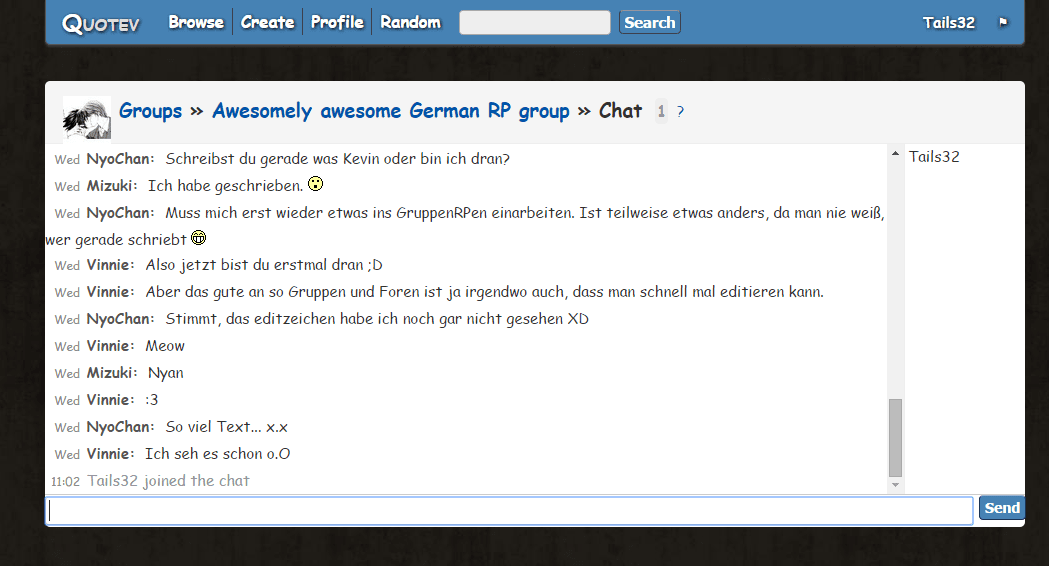 QUOTEV Browse Create Profile Random Search Tails32
Groups » Awesomely awesome German RP group » Chat 1 ?
Wed NyoChan: Schreibst du gerade was Kevin oder bin ich dran?
Tails32
Wed Mizuki: Ich habe geschrieben.
Wed NyoChan: Muss mich erst wieder etwas ins GruppenRPen einarbeiten. Ist teilweise etwas anders, da man nie weiß,
wer gerade schriebt
Wed Vinnie: Also jetzt bist du erstmal dran ;D
Wed Vinnie: Aber das gute an so Gruppen und Foren ist ja irgendwo auch, dass man schnell mal editieren kann.
Wed NyoChan: Stimmt, das editzeichen habe ich noch gar nicht gesehen XD
Wed Vinnie: Meow
Wed Mizuki: Nyan
Wed Vinnie: :3
Wed NyoChan: So viel Text... x.x
Wed Vinnie: Ich seh es schon o.O
11:02 Tails32 joined the chat
Send